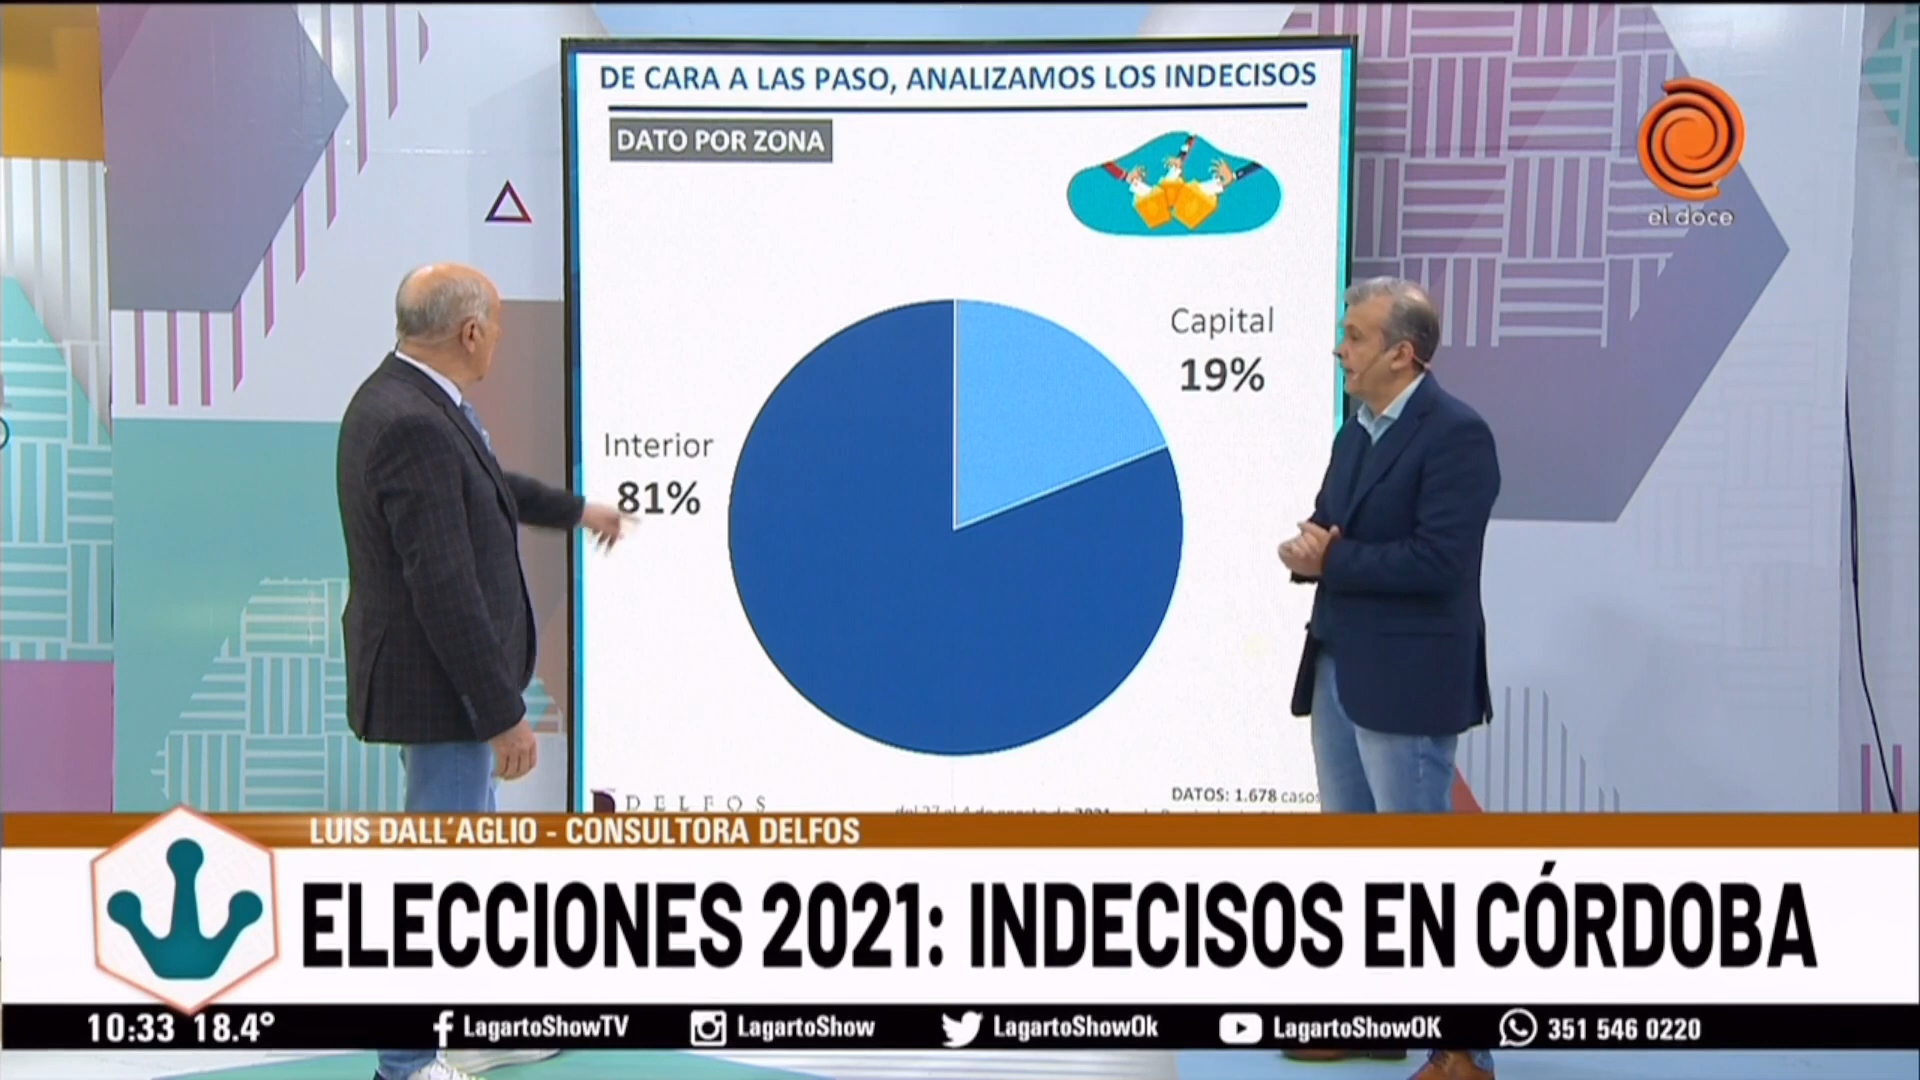 DE CARA A LAS PASO, ANALIZAMOS LOS INDECISOS
DATO POR ZONA
el doce
Capital
19%
Interior
81%
DELFOS
DATOS: 1.678 casos
LUIS DALL´AGLIO - CONSULTORA DELFOS
ELECCIONES 2021: INDECISOS EN CÓRDOBA
10:33 18.4° LagartoShowTV LagartoShow LagartoShowOk LagartoShowOK 351 546 0220